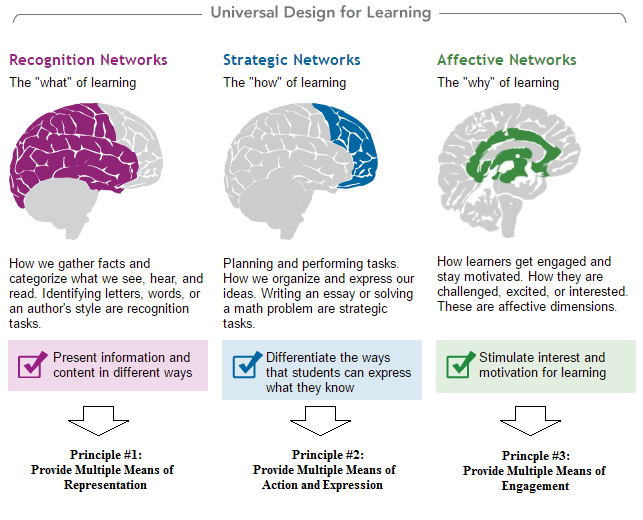 Universal Design for Learning
Recognition Networks
The "what" of learning
How we gather facts and
categorize what we see, hear, and
read. Identifying letters, words, or
an author's style are recognition
tasks.
Present information and
content in different ways
Principle #1:
Provide Multiple Means of
Representation
Strategic Networks
The "how" of learning
Planning and performing tasks.
How we organize and express our
ideas. Writing an essay or solving
a math problem are strategic
tasks.
Differentiate the ways
that students can express
what they know
Principle #2:
Provide Multiple Means of
Action and Expression
Affective Networks
The "why" of learning
How learners get engaged and
stay motivated. How they are
challenged, excited, or interested.
These are affective dimensions.
Stimulate interest and
motivation for learning
Principle #3:
Provide Multiple Means of
Engagement